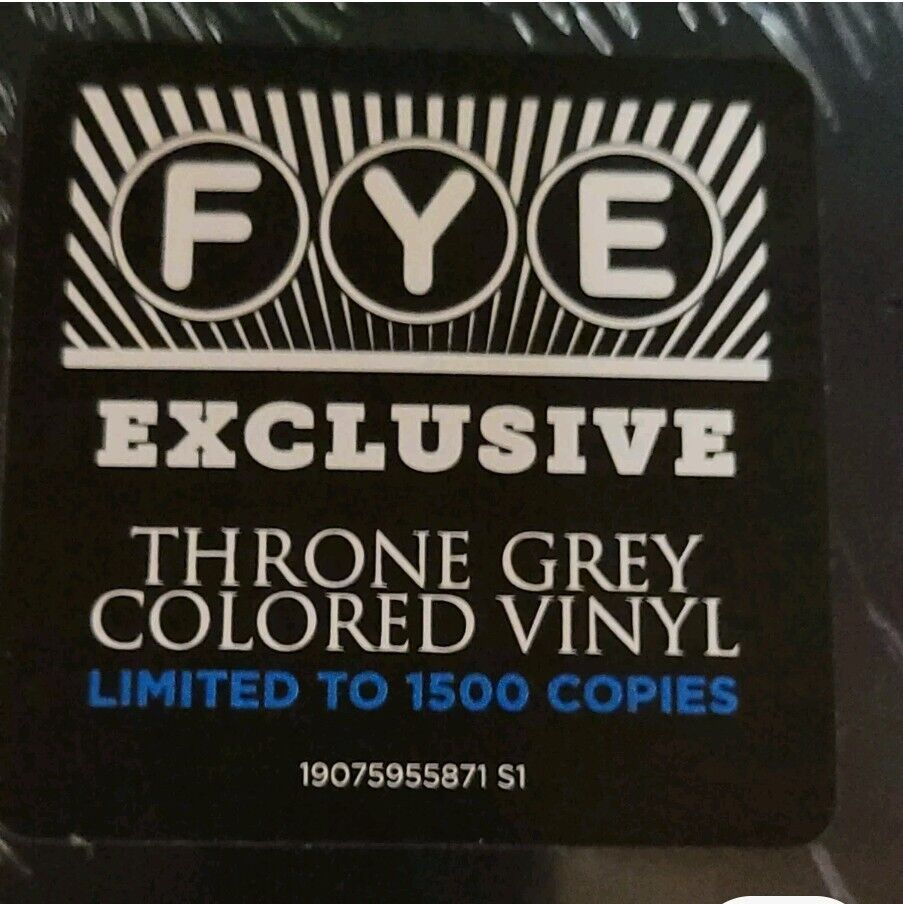 FYE
EXCLUSIVE
THRONE GREY
COLORED VINYL
LIMITED TO 1500 COPIES
19075955871 S1